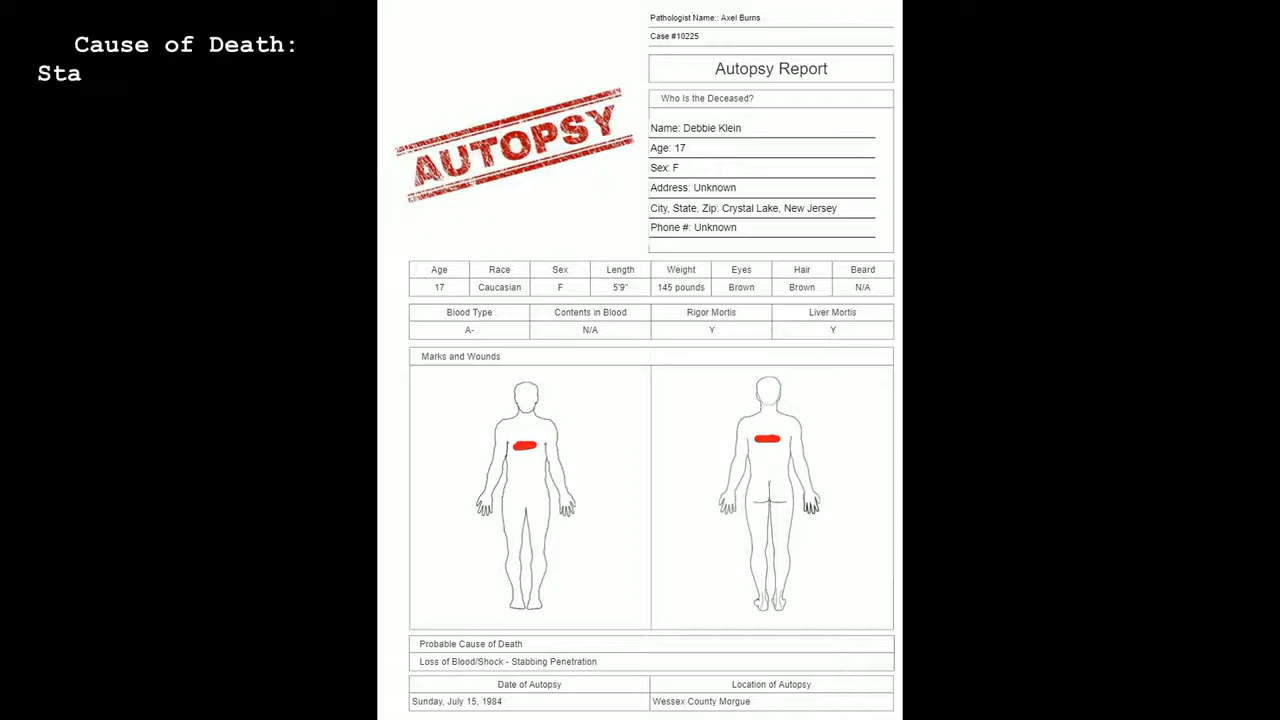 Cause of Death:
Sta
Pathologist Name:: Axel Burns
Case #10225
Autopsy Report
Who Is the Deceased?
Name: Debbie Klein
Age: 17
Sex: F
Address: Unknown
City, State, Zip: Crystal Lake, New Jersey
Phone #: Unknown
AUTOPSY
Age Race Sex Length Weight Eyes Hair Beard
17 Caucasian F 5'9" 145 pounds Brown Brown N/A
Blood Type Contents in Blood Rigor Mortis Liver Mortis
A- N/A Y Y
Marks and Wounds
Probable Cause of Death
Loss of Blood/Shock - Stabbing Penetration
Date of Autopsy Location of Autopsy
Sunday, July 15, 1984 Wessex County Morgue